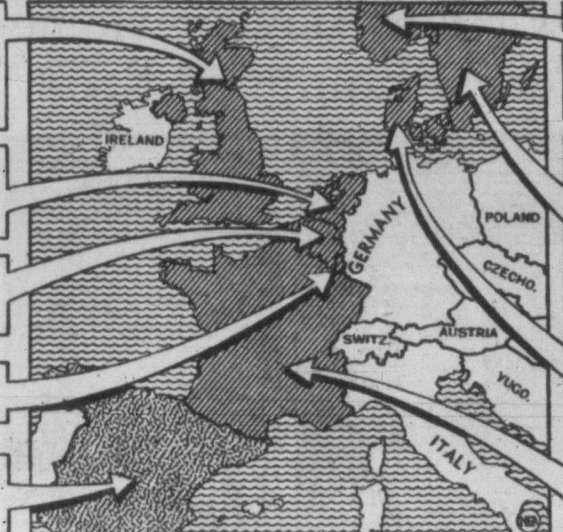 IRELAND
POLAND
GERMANY
CZECHO.
SWITZ.
AUSTRIA
YUGO.
ITALY